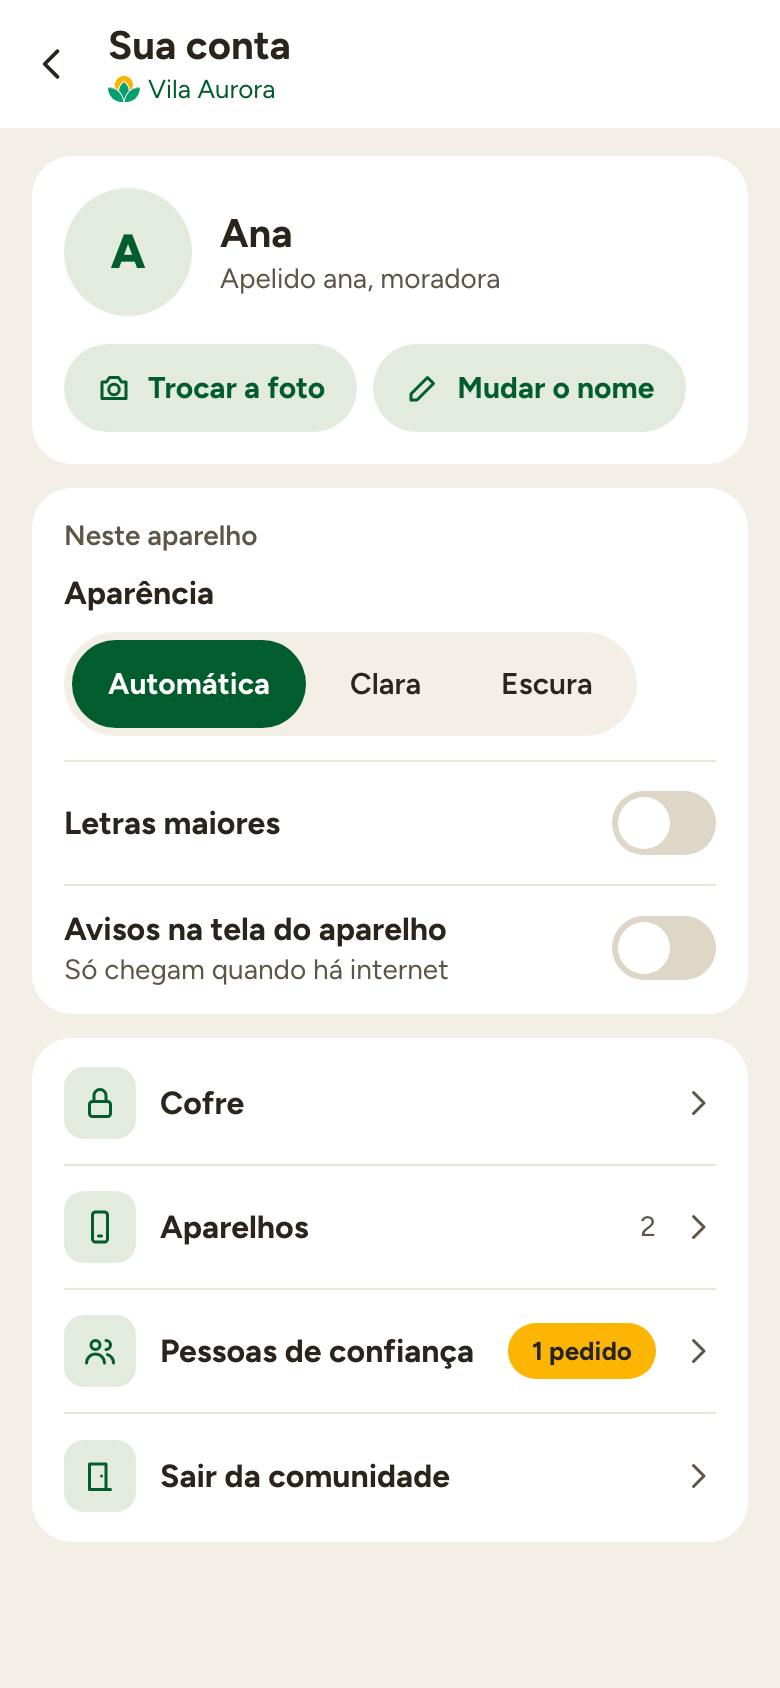 Sua conta
Vila Aurora
A
Ana
Apelido ana, moradora
Trocar a foto
Mudar o nome
Neste aparelho
Aparência
Automática
Clara
Escura
Letras maiores
Avisos na tela do aparelho
Só chegam quando há internet
Cofre
Aparelhos
2
Pessoas de confiança
1 pedido
Sair da comunidade